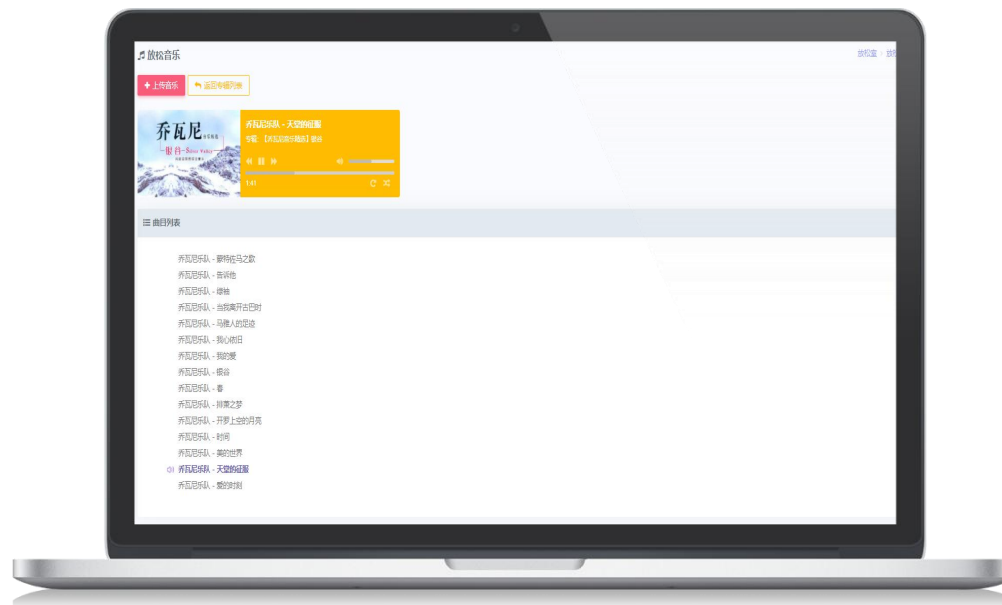 放松音乐
放松室
上传音乐
返回专辑列表
乔瓦尼
乔瓦尼乐队 - 天堂的征服
1:41
曲目列表
乔瓦尼乐队 - 蒙特佐马之歌
乔瓦尼乐队 - 告诉他
乔瓦尼乐队 - 缥袖
乔瓦尼乐队 - 当我离开古巴时
乔瓦尼乐队 - 马雅人的足迹
乔瓦尼乐队 - 我心依旧
乔瓦尼乐队 - 我的爱
乔瓦尼乐队 - 银谷
乔瓦尼乐队 - 春
乔瓦尼乐队 - 排箫之梦
乔瓦尼乐队 - 开罗上空的月亮
乔瓦尼乐队 - 时间
乔瓦尼乐队 - 美的世界
乔瓦尼乐队 - 天堂的征服
乔瓦尼乐队 - 爱的时刻